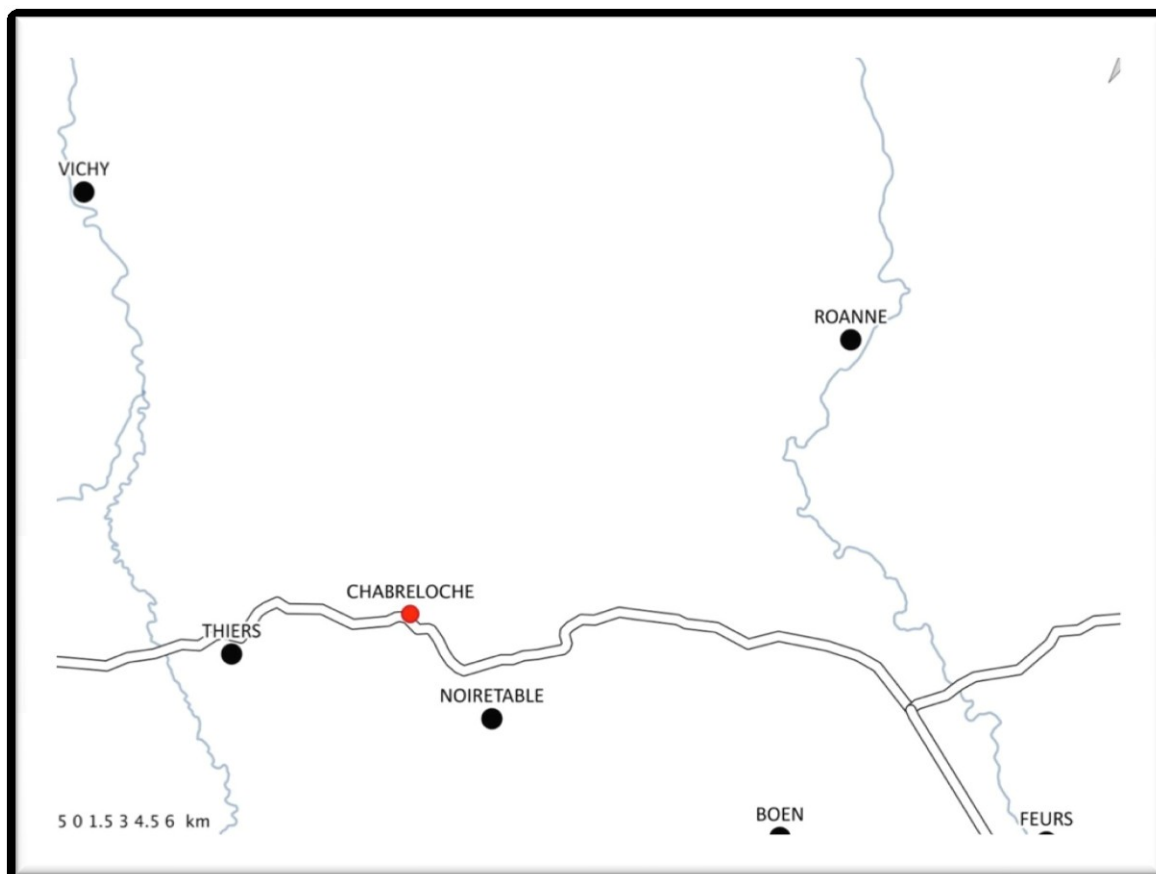 VICHY
ROANNE
CHABRELOCHE
THIERS
NOIRETABLE
BOEN
FEURS
5 0 1.5 3 4.5 6 km